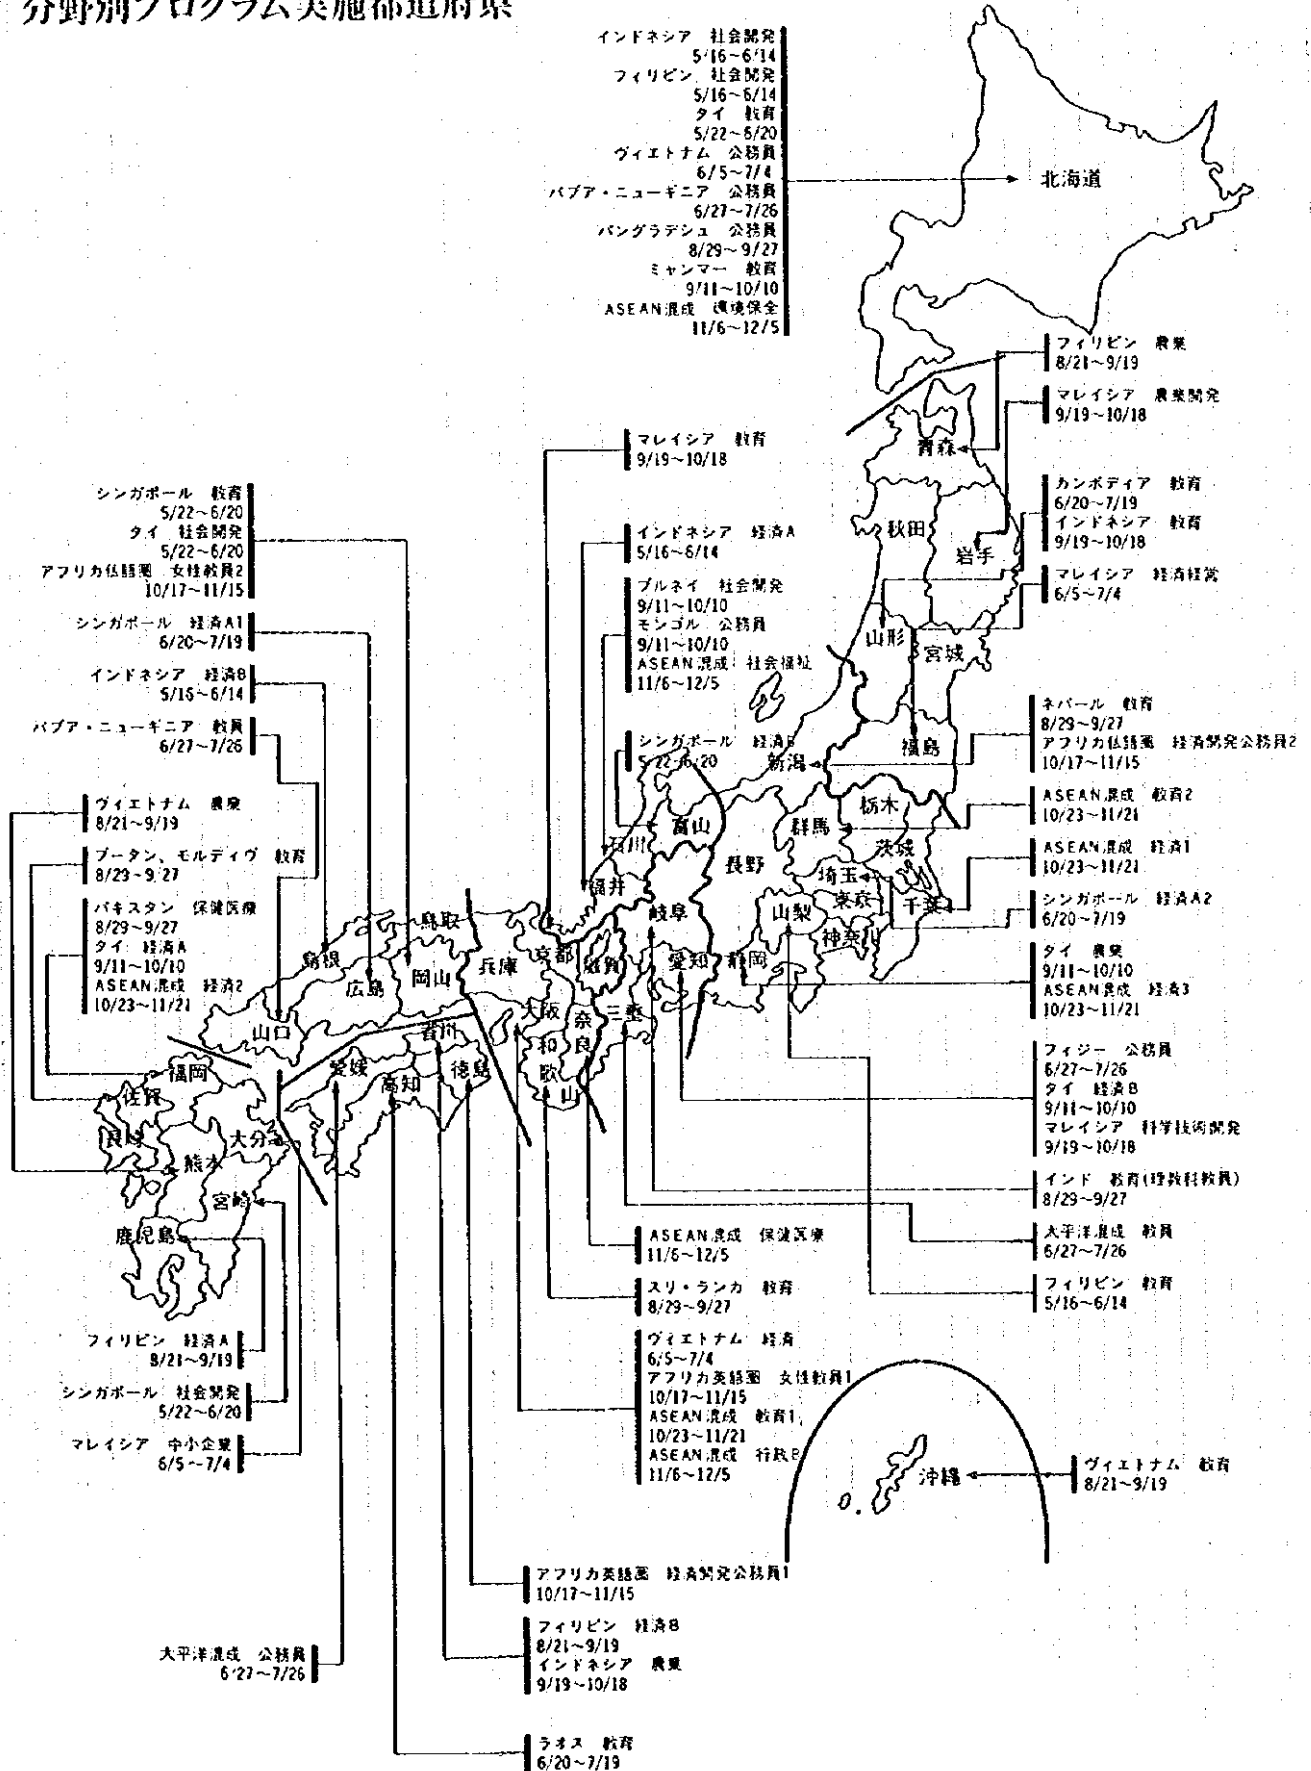 分野別プログラム実施都道府県
インドネシア 社会開発
5/16~6/14
フィリピン 社会開発
5/16~6/14
タイ 教育
5/22~6/20
ヴィエトナム 公務員
6/5~7/4
パプア・ニューギニア 公務員
6/27~7/26
バングラデシュ 公務員
8/29~9/27
ミャンマー 教育
9/11~10/10
ASEAN混成 環境保全
11/6~12/5
北海道
フィリピン 農業
8/21~9/19
マレイシア 農業開発
9/19~10/18
青森
マレイシア 教育
9/19~10/18
カンボディア 教育
6/20~7/19
インドネシア 教育
9/19~10/18
マレイシア 経済経営
6/5~7/4
秋田
岩手
山形
宮城
シンガポール 教育
5/22~6/20
タイ 社会開発
5/22~6/20
アフリカ仏語圏 女性教員2
10/17~11/15
シンガポール 経済A1
6/20~7/19
インドネシア 経済B
5/16~6/14
パプア・ニューギニア 教員
6/27~7/26
インドネシア 経済A
5/16~6/14
ブルネイ 社会開発
9/11~10/10
モンゴル 公務員
9/11~10/10
ASEAN混成 社会福祉
11/6~12/5
シンガポール 経済B
5/22~6/20
ネパール 教育
8/29~9/27
アフリカ仏語圏 経済開発公務員2
10/17~11/15
新潟
福島
ASEAN混成 教育2
10/23~11/21
ASEAN混成 経済1
10/23~11/21
シンガポール 経済A2
6/20~7/19
タイ 農業
9/11~10/10
ASEAN混成 経済3
10/23~11/21
フィジー 公務員
6/27~7/26
タイ 経済B
9/11~10/10
マレイシア 科学技術開発
9/19~10/18
インド 教育(理数科教員)
8/29~9/27
太平洋混成 教員
6/27~7/26
フィリピン 教育
5/16~6/14
栃木
群馬
富山
石川
長野
茨城
埼玉
福井
東京
千葉
山梨
岐阜
神奈川
鳥取
京都
滋賀
愛知
静岡
島根
広島
岡山
兵庫
大阪
奈良
三重
和歌山
山口
香川
愛媛
高知
徳島
福岡
佐賀
長崎
大分
熊本
宮崎
鹿児島
ヴィエトナム 農業
8/21~9/19
ブータン、モルディヴ 教育
8/29~9/27
パキスタン 保健医療
8/29~9/27
タイ 経済A
9/11~10/10
ASEAN混成 経済2
10/23~11/21
フィリピン 経済A
8/21~9/19
シンガポール 社会開発
5/22~6/20
マレイシア 中小企業
6/5~7/4
ASEAN混成 保健医療
11/6~12/5
スリ・ランカ 教育
8/29~9/27
ヴィエトナム 経済
6/5~7/4
アフリカ英語圏 女性教員1
10/17~11/15
ASEAN混成 教育1
10/23~11/21
ASEAN混成 行政B
11/6~12/5
沖縄
ヴィエトナム 教育
8/21~9/19
アフリカ英語圏 経済開発公務員1
10/17~11/15
フィリピン 経済B
8/21~9/19
インドネシア 農業
9/19~10/18
太平洋混成 公務員
6/27~7/26
ラオス 教育
6/20~7/19